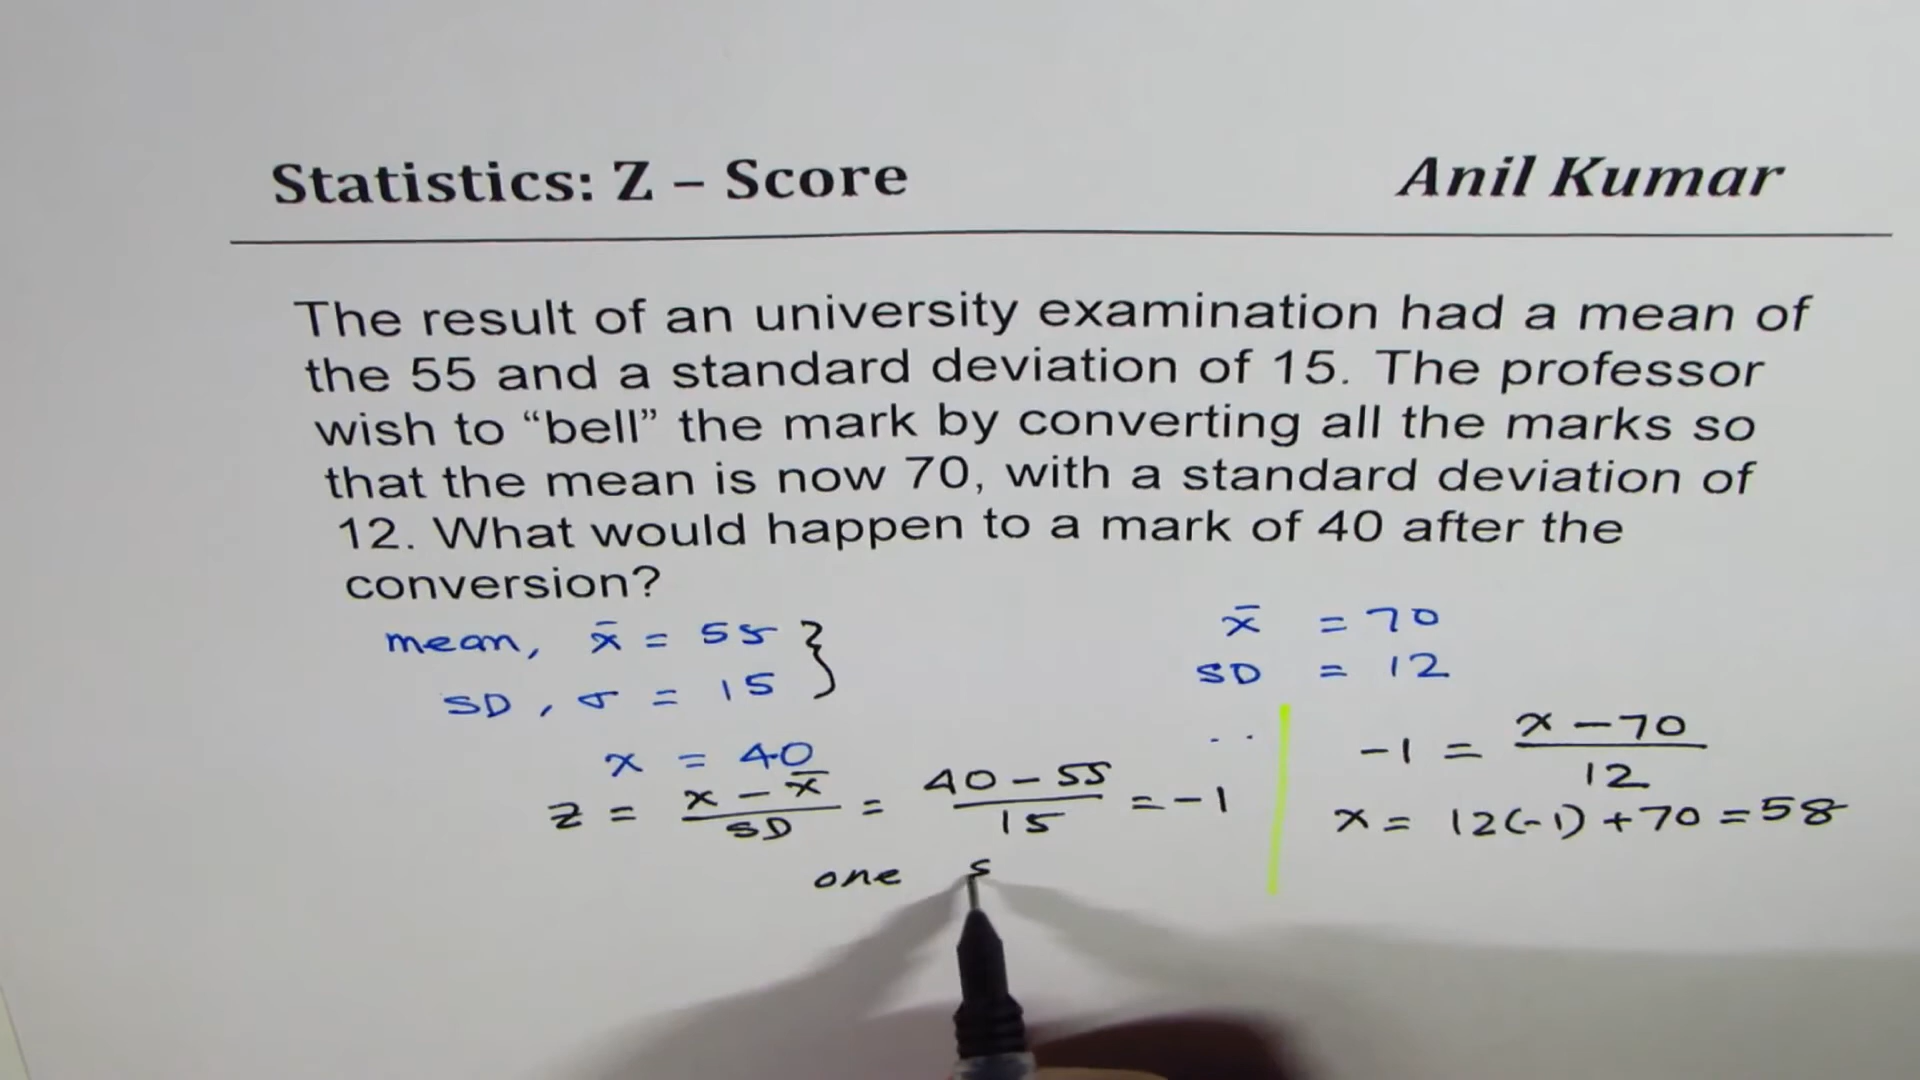 Statistics: Z – Score
Anil Kumar
The result of an university examination had a mean of
the 55 and a standard deviation of 15. The professor
wish to “bell” the mark by converting all the marks so
that the mean is now 70, with a standard deviation of
12. What would happen to a mark of 40 after the
conversion?
mean, x̄ = 55 }
SD, σ = 15
x = 40
z = (x – x̄)/SD = (40 – 55)/15 = –1
one s
x̄ = 70
SD = 12
–1 = (x – 70)/12
x = 12(–1) + 70 = 58